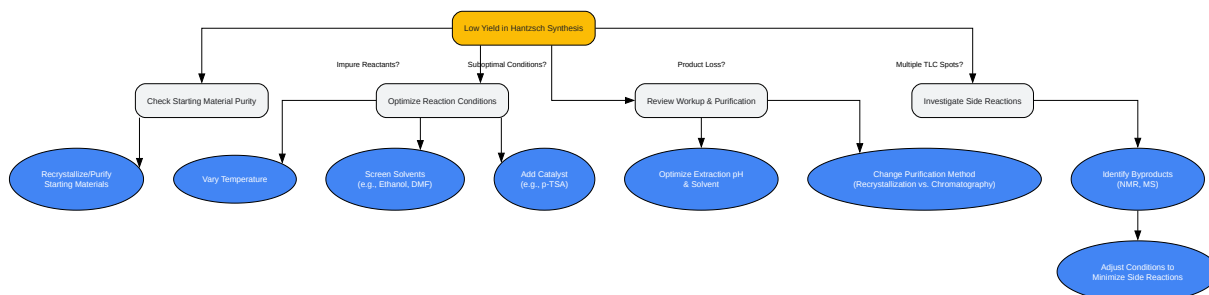 Low Yield in Hantzsch Synthesis
Impure Reactants?
Suboptimal Conditions?
Product Loss?
Multiple TLC Spots?
Check Starting Material Purity
Optimize Reaction Conditions
Review Workup & Purification
Investigate Side Reactions
Recrystallize/Purify
Starting Materials
Vary Temperature
Screen Solvents
(e.g., Ethanol, DMF)
Add Catalyst
(e.g., p-TSA)
Optimize Extraction pH
& Solvent
Change Purification Method
(Recrystallization vs. Chromatography)
Identify Byproducts
(NMR, MS)
Adjust Conditions to
Minimize Side Reactions